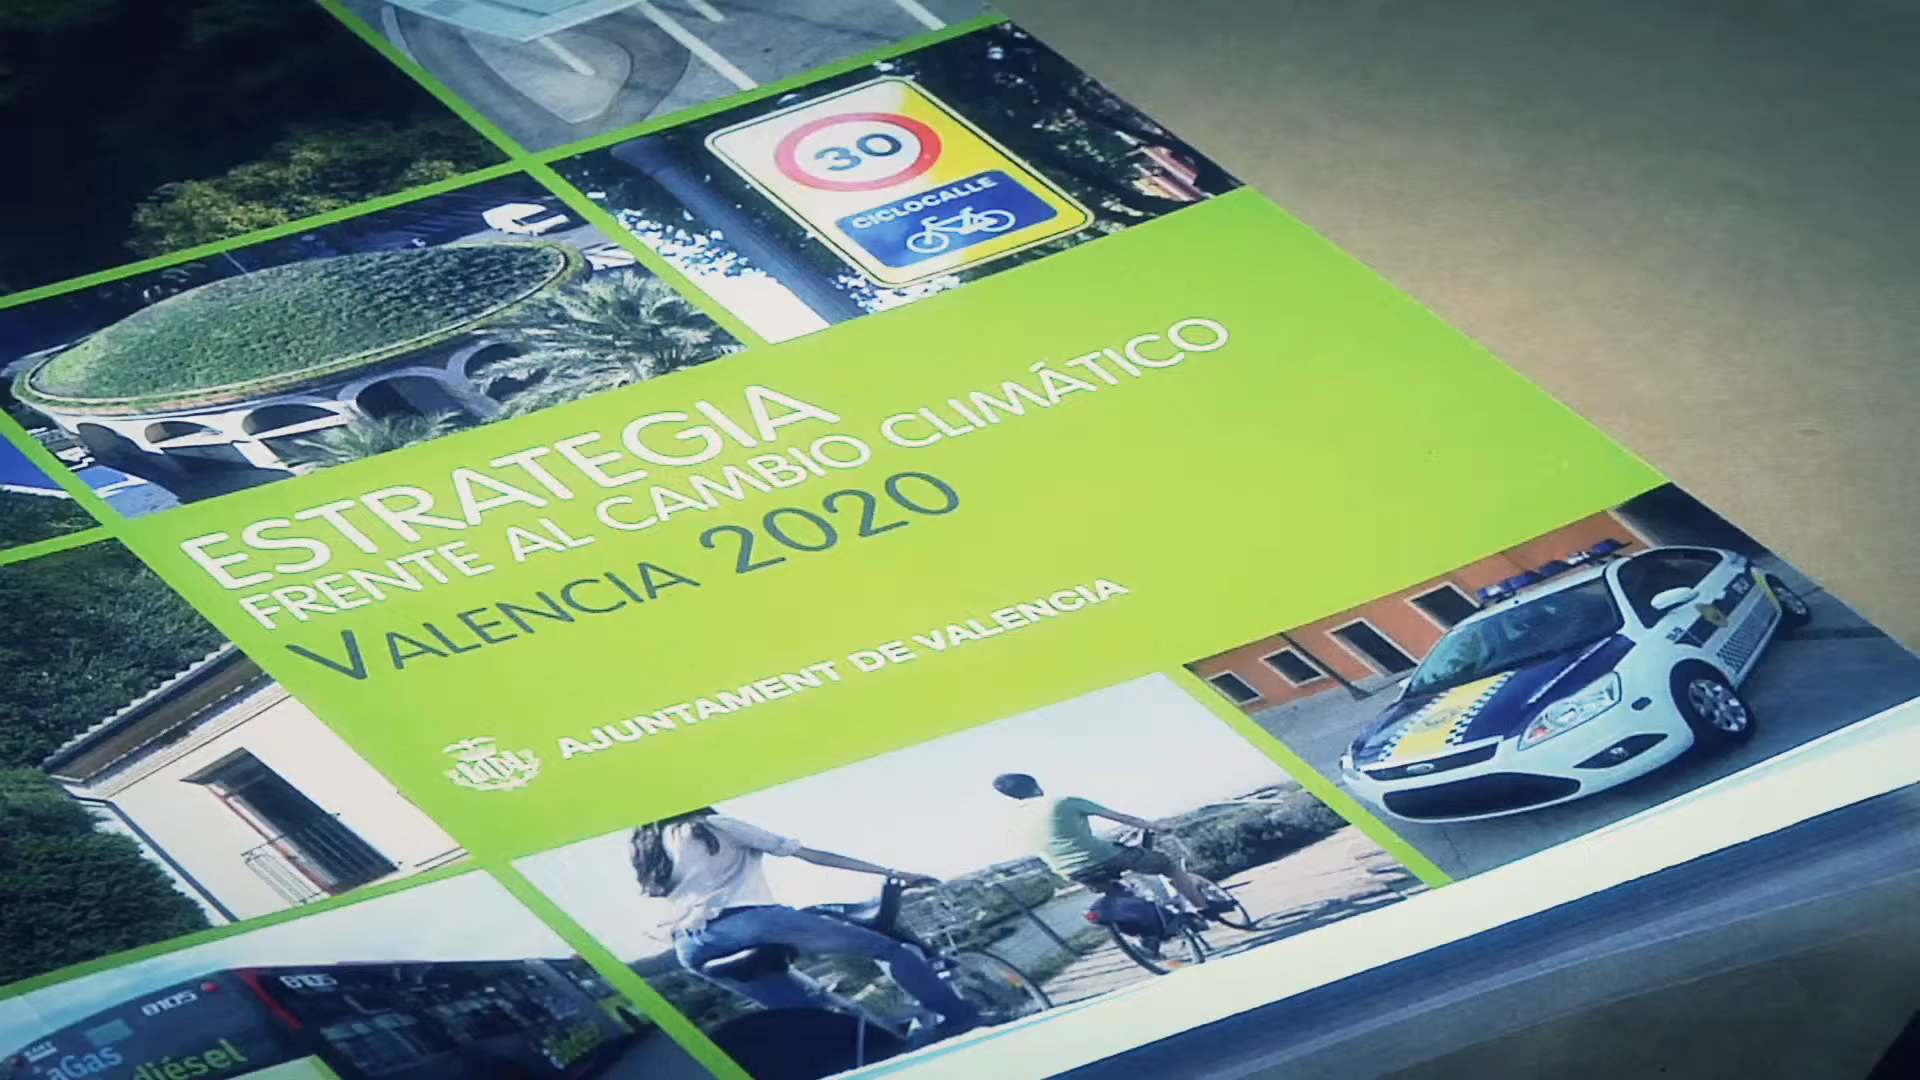 30
CICLOCALLE
ESTRATEGIA
FRENTE AL CAMBIO CLIMÁTICO
VALENCIA 2020
AJUNTAMENT DE VALENCIA
8105
8105
diésel